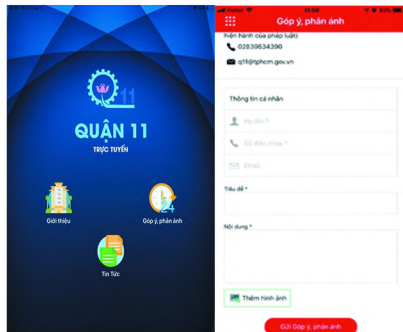 11
QUẬN 11
TRỰC TUYẾN
Giới thiệu
24
Góp ý, phản ánh
Tin Tức
Góp ý, phản ánh
hiện hành của pháp luật)
02839634390
q11@tphcm.gov.vn
Thông tin cá nhân
Họ tên *
Số điện thoại *
Email
Tiêu đề *
Nội dung *
Thêm hình ảnh
Gửi Góp ý, phản ánh